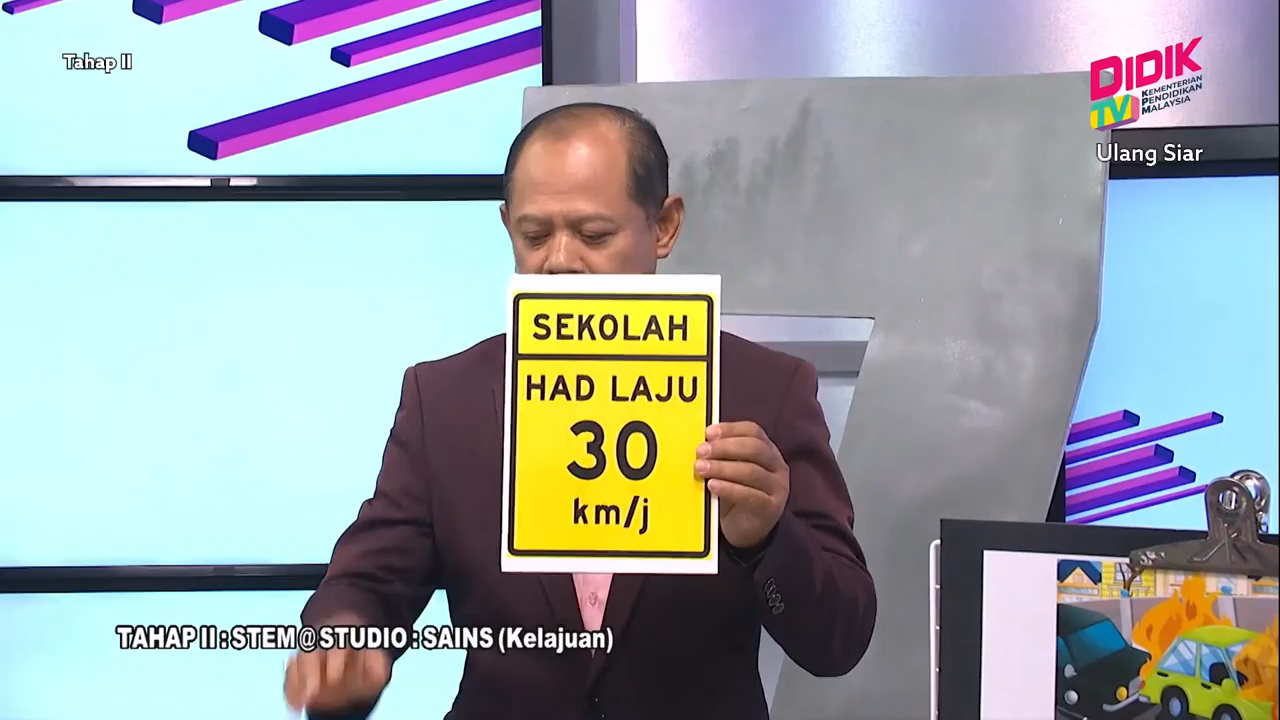 Tahap II
DIDIK
TV
KEMENTERIAN
PENDIDIKAN
MALAYSIA
Ulang Siar
SEKOLAH
HAD LAJU
30
km/j
TAHAP II : STEM @ STUDIO : SAINS (Kelajuan)